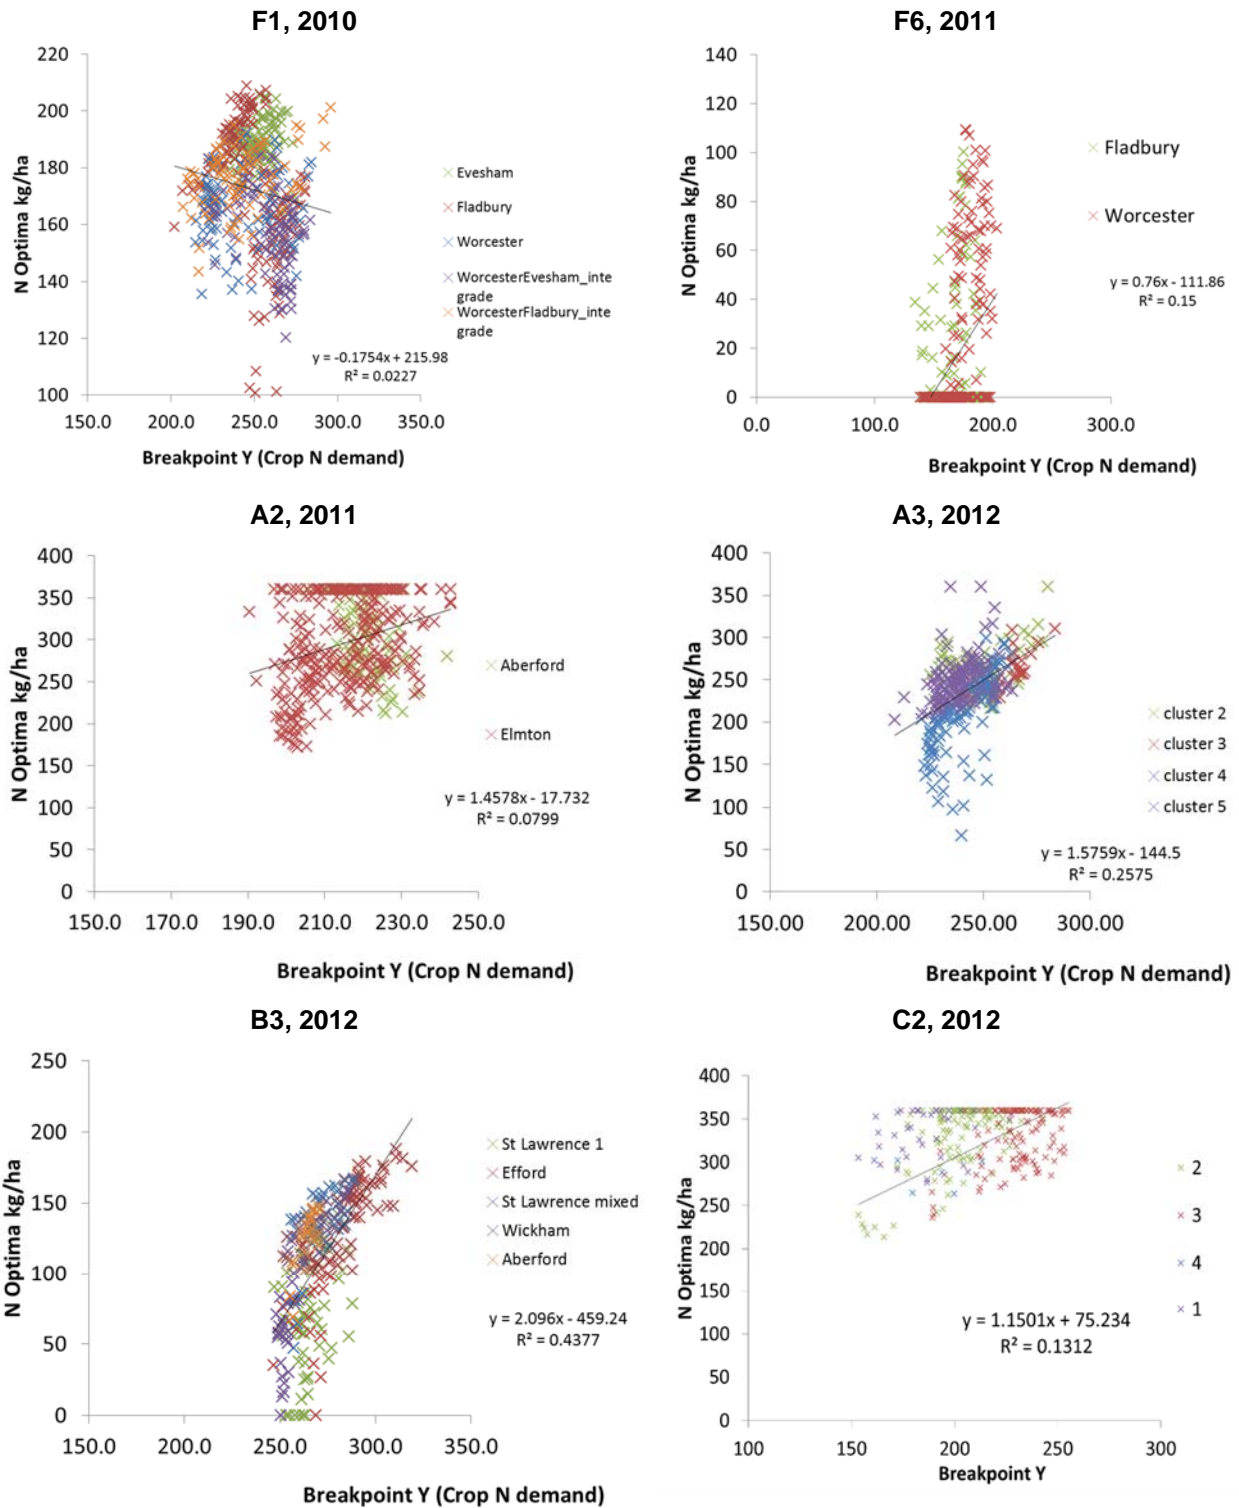 F1, 2010
220
200
180
160
140
120
100
N Optima kg/ha
150.0 200.0 250.0 300.0 350.0
Breakpoint Y (Crop N demand)
Evesham
Fladbury
Worcester
WorcesterEvesham_inte
grade
WorcesterFladbury_inte
grade
y = -0.1754x + 215.98
R² = 0.0227
F6, 2011
140
120
100
80
60
40
20
0
N Optima kg/ha
0.0 100.0 200.0 300.0
Breakpoint Y (Crop N demand)
Fladbury
Worcester
y = 0.76x - 111.86
R² = 0.15
A2, 2011
400
350
300
250
200
150
100
50
0
N Optima kg/ha
150.0 170.0 190.0 210.0 230.0 250.0
Breakpoint Y (Crop N demand)
Aberford
Elmton
y = 1.4578x - 17.732
R² = 0.0799
A3, 2012
400
350
300
250
200
150
100
50
0
N Optima kg/ha
150.00 200.00 250.00 300.00
Breakpoint Y (Crop N demand)
cluster 2
cluster 3
cluster 4
cluster 5
y = 1.5759x - 144.5
R² = 0.2575
B3, 2012
250
200
150
100
50
0
N Optima kg/ha
150.0 200.0 250.0 300.0 350.0
Breakpoint Y (Crop N demand)
St Lawrence 1
Efford
St Lawrence mixed
Wickham
Aberford
y = 2.096x - 459.24
R² = 0.4377
C2, 2012
400
350
300
250
200
150
100
50
0
N Optima kg/ha
100 150 200 250 300
Breakpoint Y
2
3
4
1
y = 1.1501x + 75.234
R² = 0.1312